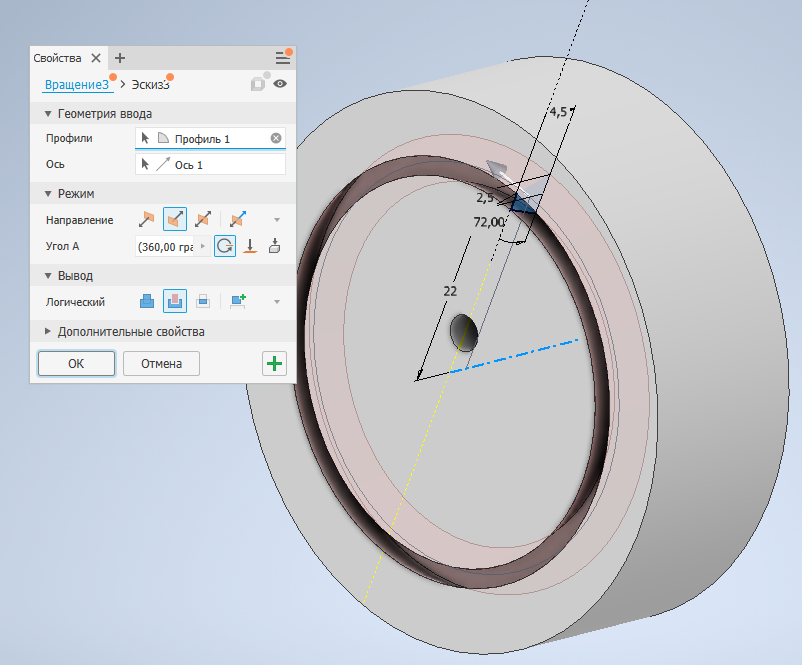 Свойства
Вращение3 > Эскиз3
Геометрия ввода
Профили Профиль 1
Ось Ось 1
Режим
Направление
Угол A (360,00 гра
Вывод
Логический
Дополнительные свойства
ОК Отмена
4,5
2,5
72,00
22